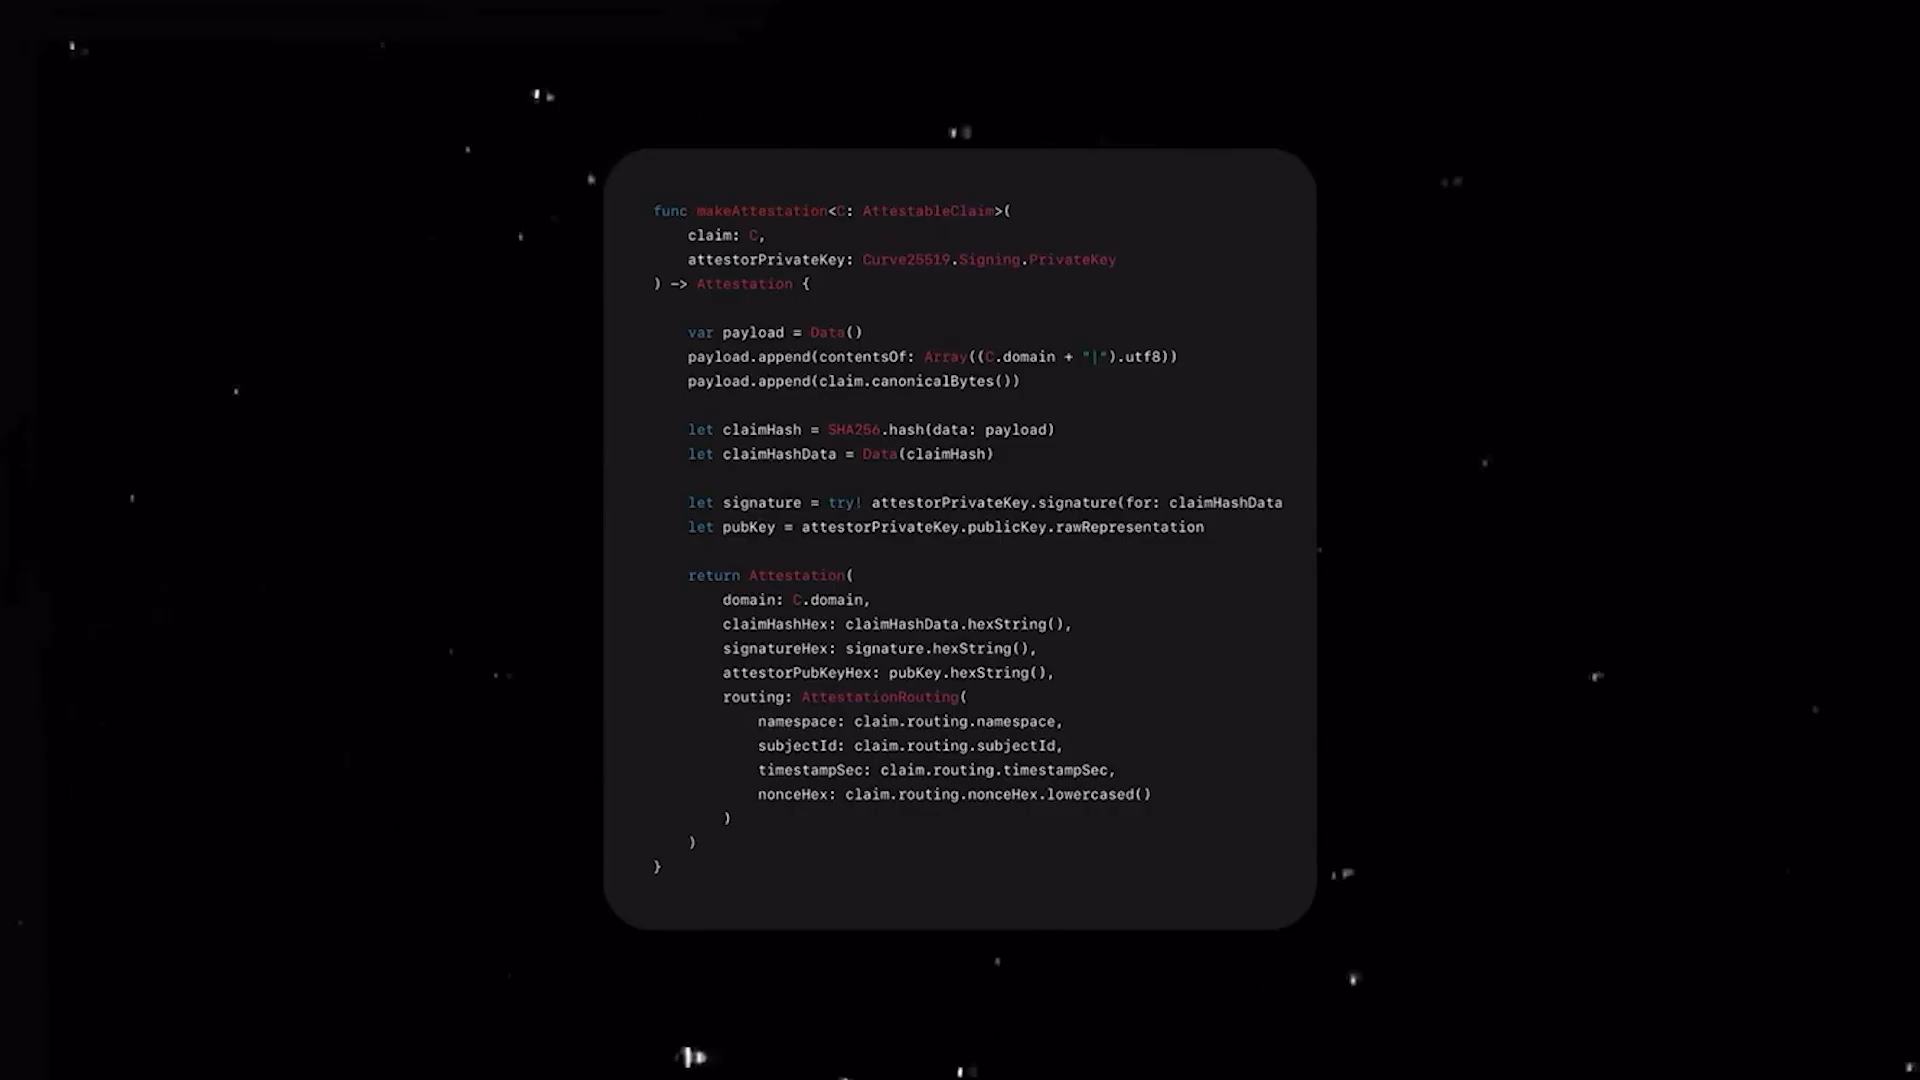 func makeAttestation<C: AttestableClaim>(
    claim: C,
    attestorPrivateKey: Curve25519.Signing.PrivateKey
) -> Attestation {
    var payload = Data()
    payload.append(contentsOf: Array((C.domain + "|").utf8))
    payload.append(claim.canonicalBytes())
    let claimHash = SHA256.hash(data: payload)
    let claimHashData = Data(claimHash)
    let signature = try! attestorPrivateKey.signature(for: claimHashData
    let pubKey = attestorPrivateKey.publicKey.rawRepresentation
    return Attestation(
        domain: C.domain,
        claimHashHex: claimHashData.hexString(),
        signatureHex: signature.hexString(),
        attestorPubKeyHex: pubKey.hexString(),
        routing: AttestationRouting(
            namespace: claim.routing.namespace,
            subjectId: claim.routing.subjectId,
            timestampSec: claim.routing.timestampSec,
            nonceHex: claim.routing.nonceHex.lowercased()
        )
    )
}